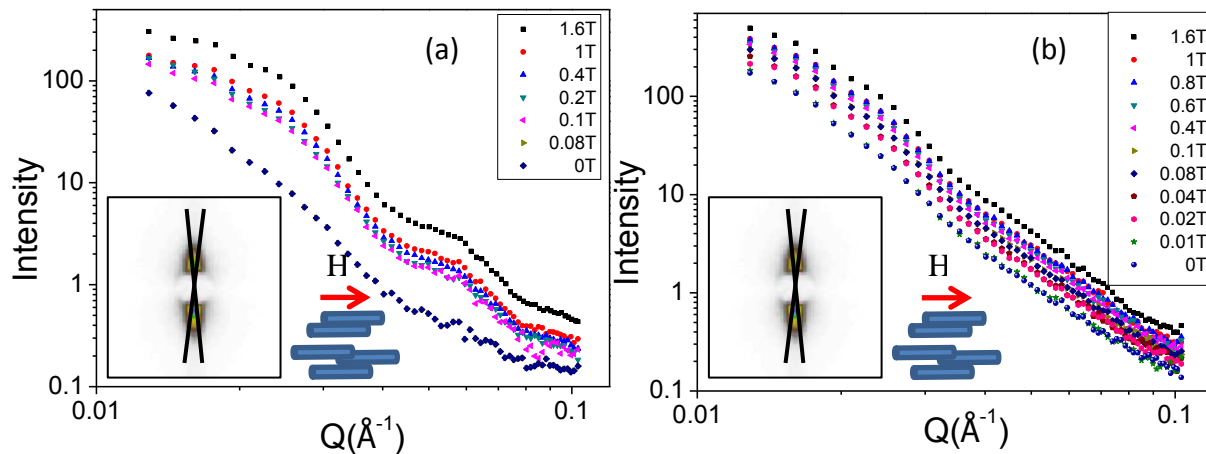 (a)
1.6T
1T
0.4T
0.2T
0.1T
0.08T
0T
Intensity
100
10
1
0.1
H
0.01
0.1
Q(Å-1)
(b)
1.6T
1T
0.8T
0.6T
0.4T
0.1T
0.08T
0.04T
0.02T
0.01T
0T
Intensity
100
10
1
0.1
H
0.01
0.1
Q(Å-1)